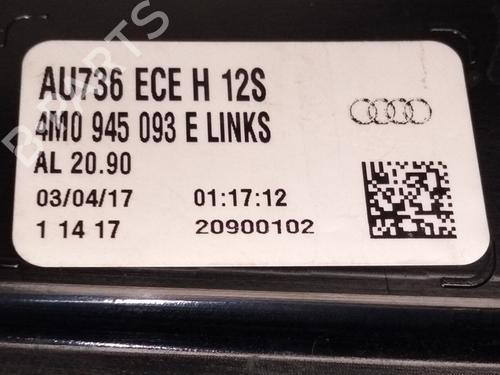 B-PARTS
AU736 ECE H 12S
4M0 945 093 E LINKS
AL 20.90
03/04/17 01:17:12
1 14 17 20900102